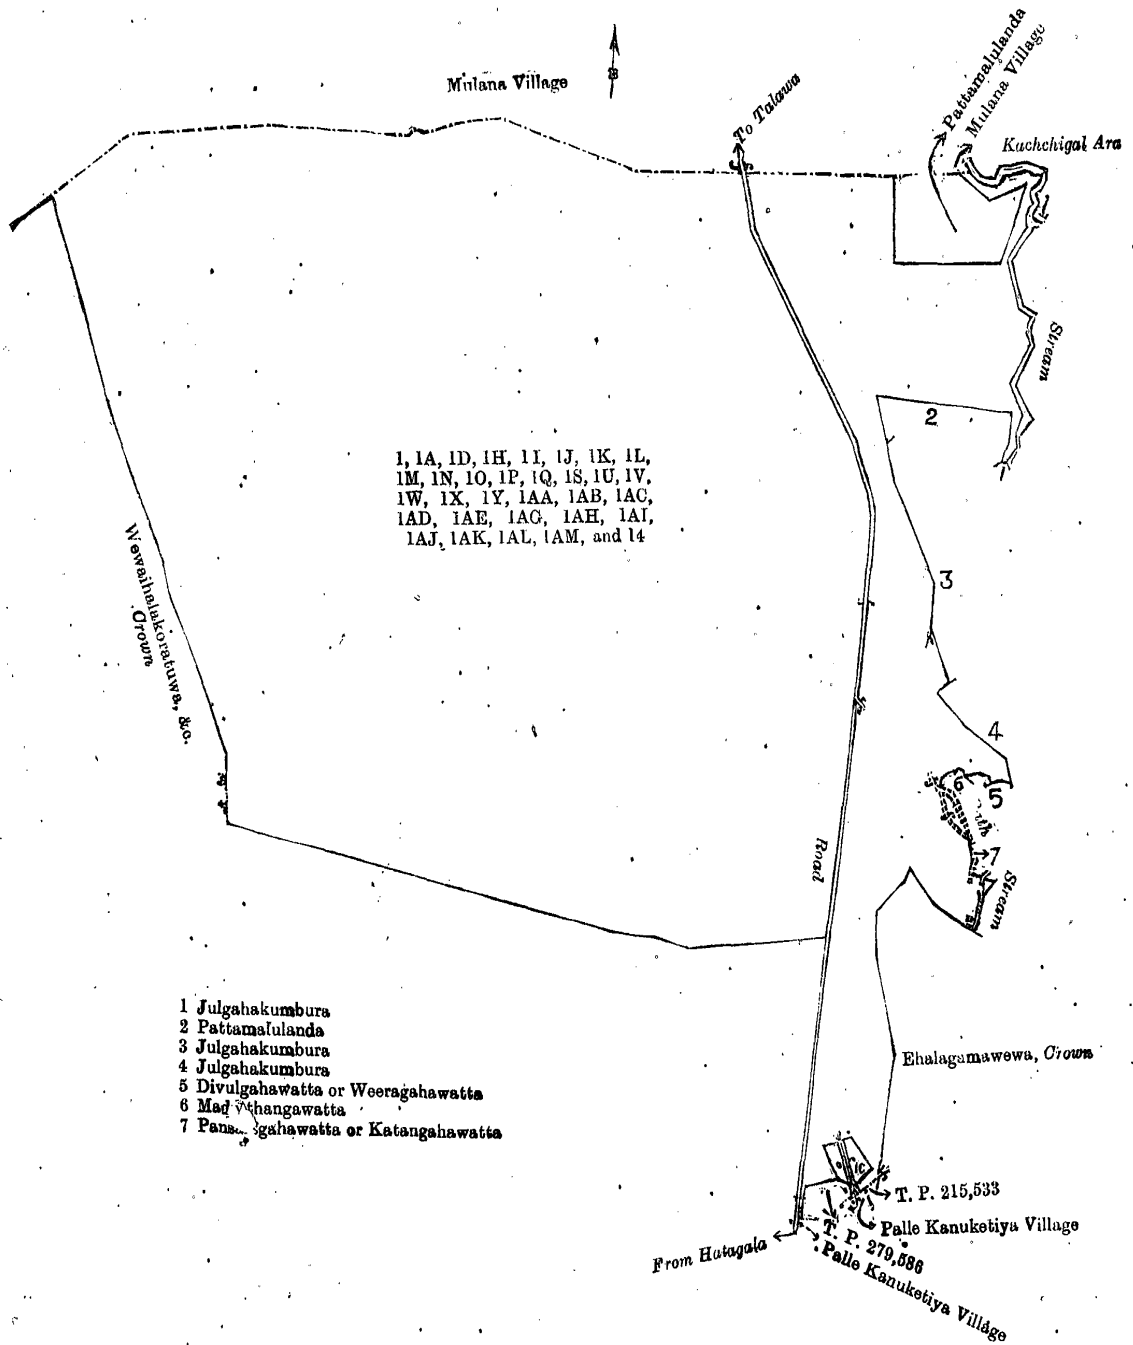 Mulana Village
To Talawa
Pattamalulanda
Mulana Village
Kachchigal Ara
1
Stream
2
1
1, 1A, 1D, 1H, 1I, 1J, 1K, 1L,
1M, 1N, 1O, 1P, 1Q, 1S, 1U, 1V,
1W, 1X, 1Y, 1AA, 1AB, 1AC,
1AD, 1AE, 1AG, 1AH, 1AI,
1AJ, 1AK, 1AL, 1AM, and 14
Wewaihalakoratuwa, &c.
Crown
3
4
6
5
7
Road
Stream
1 Julgahakumbura
2 Pattamalulanda
3 Julgahakumbura
4 Julgahakumbura
5 Divulgahawatta or Weeragahawatta
6
7 or Katangahawatta
Ehalagamawewa, Crown
1C
T. P. 215,533
Palle Kanuketiya Village
T. P. 279,586
Palle Kanuketiya Village
From Hatagala